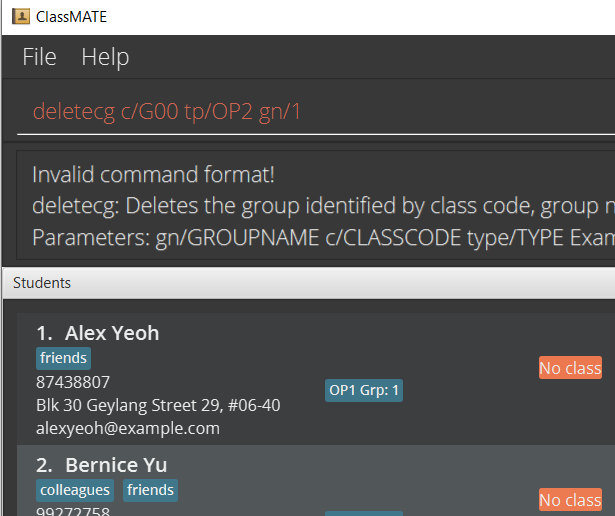 ClassMATE
File Help
deletecg c/G00 tp/OP2 gn/1
Invalid command format!
deletecg: Deletes the group identified by class code, group n
Parameters: gn/GROUPNAME c/CLASSCODE type/TYPE Exam
Students
1. Alex Yeoh
friends
No class
87438807
OP1 Grp: 1
Blk 30 Geylang Street 29, #06-40
alexyeoh@example.com
2. Bernice Yu
colleagues friends
No class
99272758